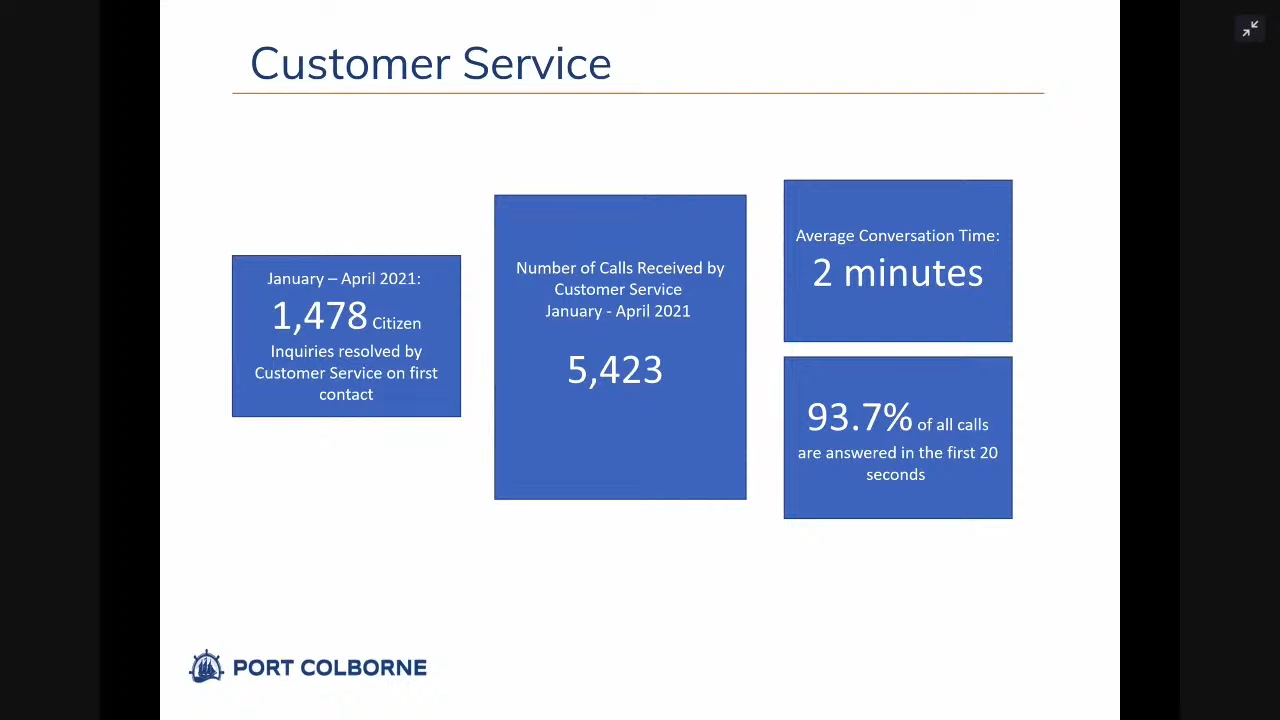 Customer Service
January – April 2021:
1,478 Citizen
Inquiries resolved by
Customer Service on first
contact
Number of Calls Received by
Customer Service
January - April 2021
5,423
Average Conversation Time:
2 minutes
93.7% of all calls
are answered in the first 20
seconds
PORT COLBORNE